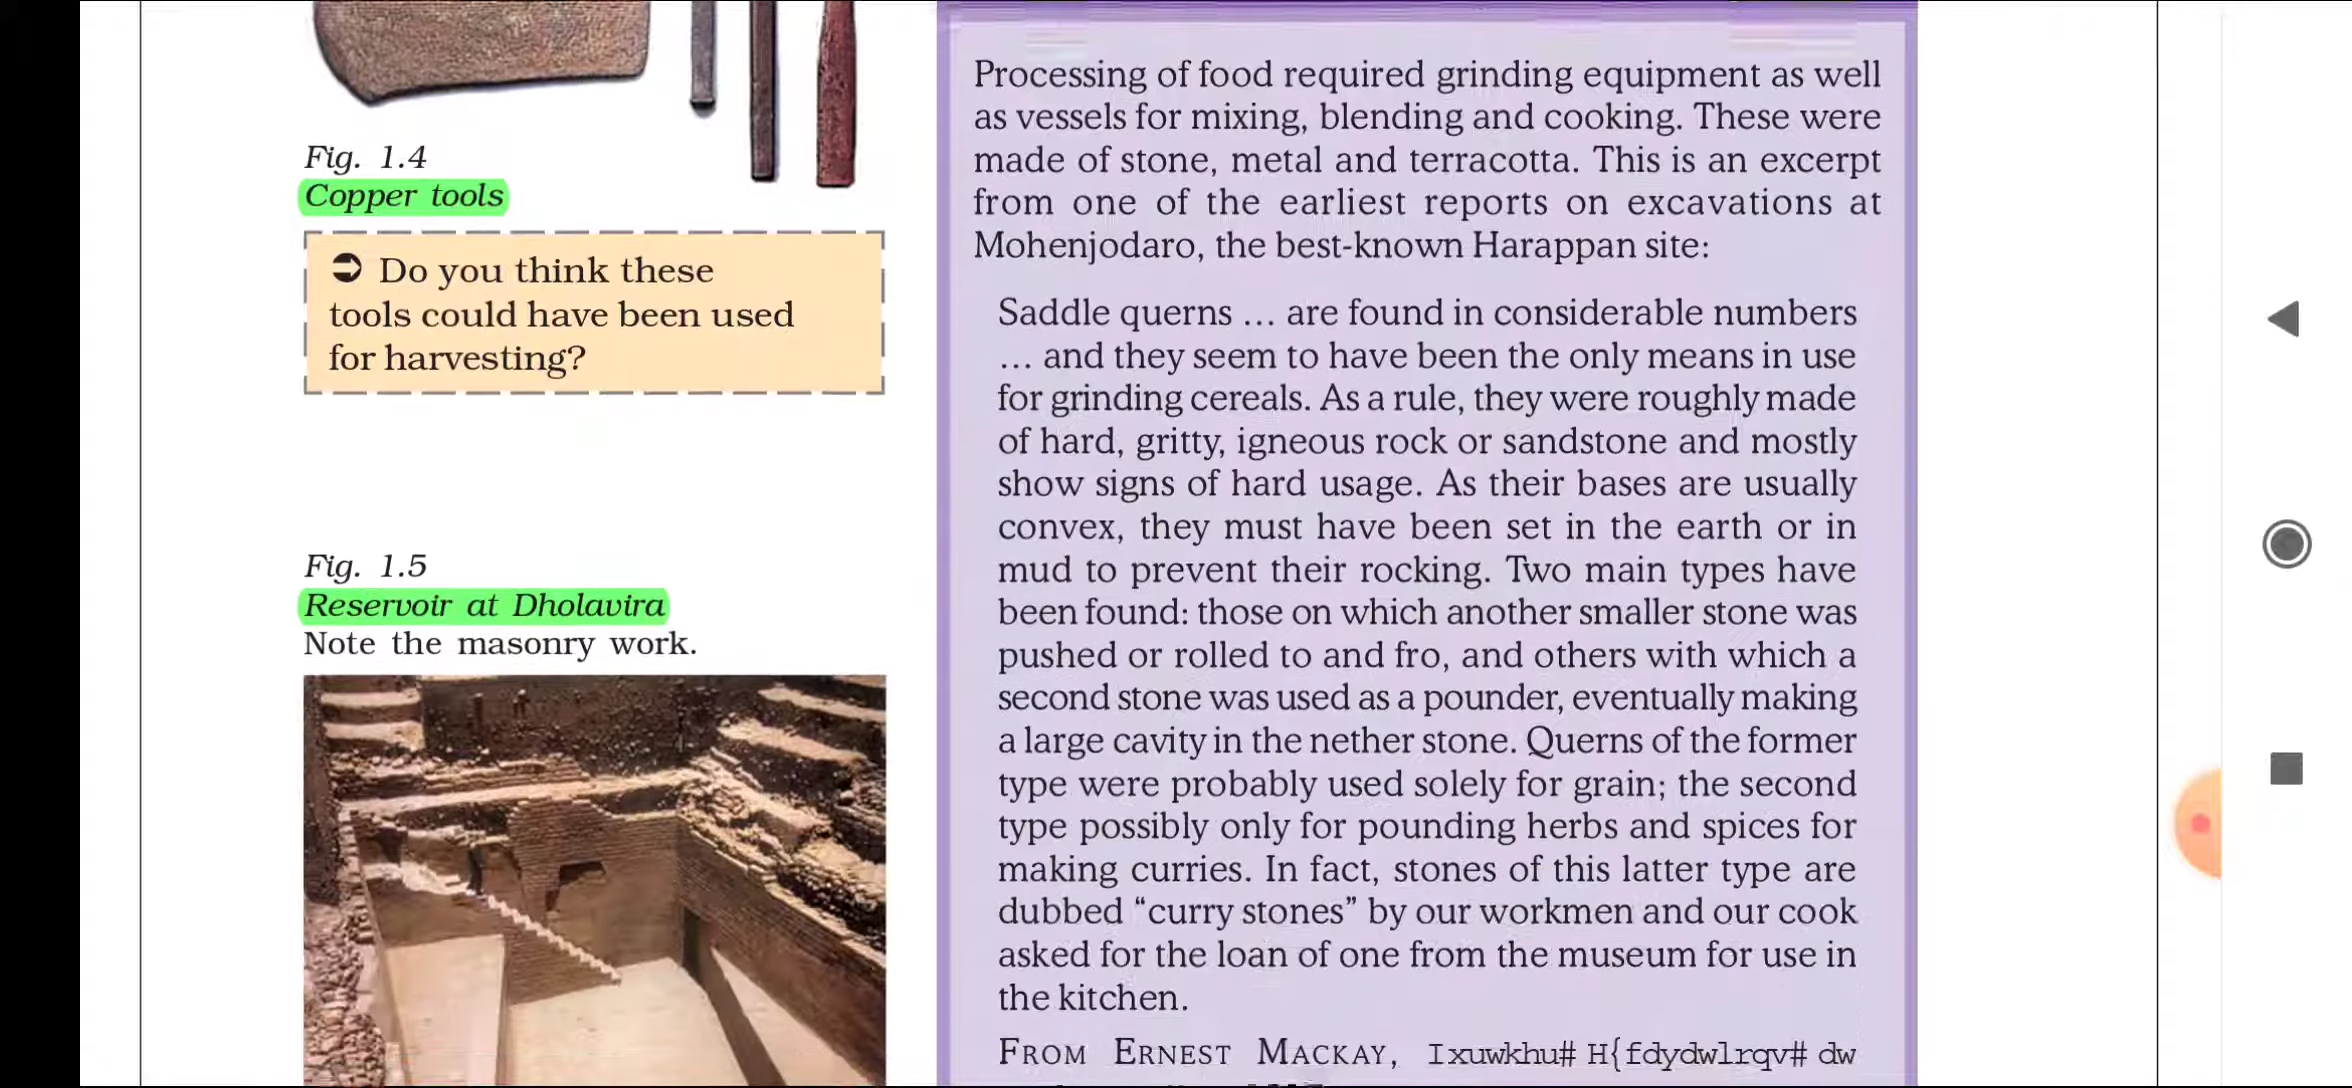 Fig. 1.4
Copper tools
➲ Do you think these
tools could have been used
for harvesting?
Fig. 1.5
Reservoir at Dholavira
Note the masonry work.
Processing of food required grinding equipment as well
as vessels for mixing, blending and cooking. These were
made of stone, metal and terracotta. This is an excerpt
from one of the earliest reports on excavations at
Mohenjodaro, the best-known Harappan site:
Saddle querns … are found in considerable numbers
… and they seem to have been the only means in use
for grinding cereals. As a rule, they were roughly made
of hard, gritty, igneous rock or sandstone and mostly
show signs of hard usage. As their bases are usually
convex, they must have been set in the earth or in
mud to prevent their rocking. Two main types have
been found: those on which another smaller stone was
pushed or rolled to and fro, and others with which a
second stone was used as a pounder, eventually making
a large cavity in the nether stone. Querns of the former
type were probably used solely for grain; the second
type possibly only for pounding herbs and spices for
making curries. In fact, stones of this latter type are
dubbed “curry stones” by our workmen and our cook
asked for the loan of one from the museum for use in
the kitchen.
FROM ERNEST MACKAY, Ixuwkhu# H{fdydwlrqv# dw